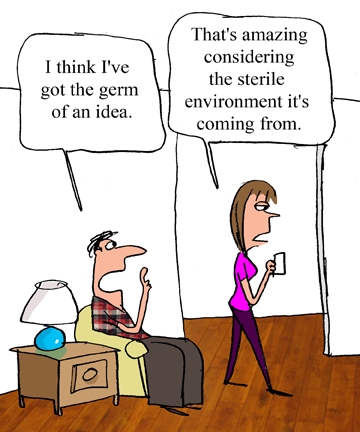 I think I've
got the germ
of an idea.
That's amazing
considering
the sterile
environment it's
coming from.